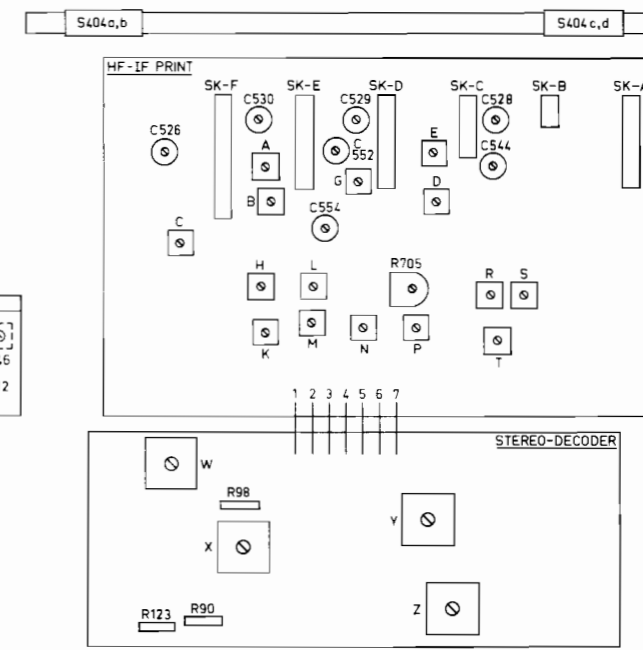 S404a,b
S404c,d
HF-IF PRINT
SK-F
SK-E
SK-D
SK-C
SK-B
SK-A
C530
C529
C528
C526
A
C
552
E
C544
G
B
D
C554
C
H
L
R705
R
S
K
M
N
P
T
6
2
1 2 3 4 5 6 7
STEREO-DECODER
W
R98
Y
X
R123
R90
Z